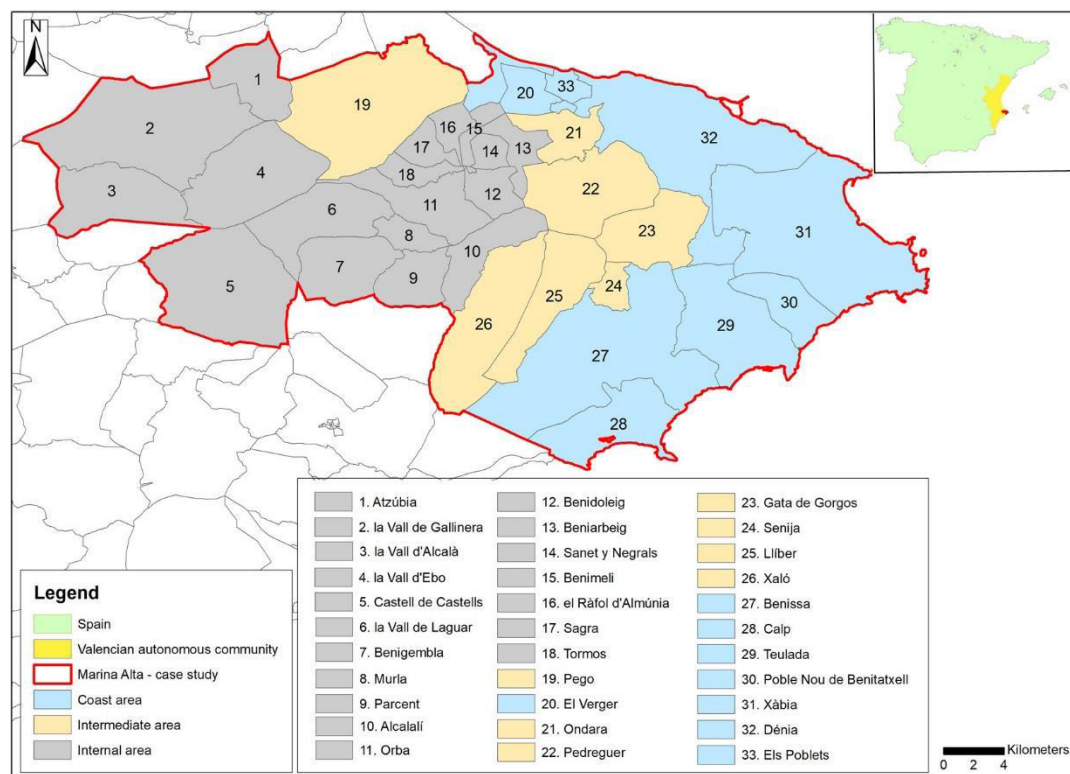 N
1
2
3
4
5
6
7
8
9
10
11
12
13
14
15
16
17
18
19
20
21
22
23
24
25
26
27
28
29
30
31
32
33
Legend
Spain
Valencian autonomous community
Marina Alta - case study
Coast area
Intermediate area
Internal area
1. Atzúbia
2. la Vall de Gallinera
3. la Vall d'Alcalà
4. la Vall d'Ebo
5. Castell de Castells
6. la Vall de Laguar
7. Benigembla
8. Murla
9. Parcent
10. Alcalalí
11. Orba
12. Benidoleig
13. Beniarbeig
14. Sanet y Negrals
15. Benimeli
16. el Ràfol d'Almúnia
17. Sagra
18. Tormos
19. Pego
20. El Verger
21. Ondara
22. Pedreguer
23. Gata de Gorgos
24. Senija
25. Llíber
26. Xaló
27. Benissa
28. Calp
29. Teulada
30. Poble Nou de Benitatxell
31. Xàbia
32. Dénia
33. Els Poblets
Kilometers
0 2 4